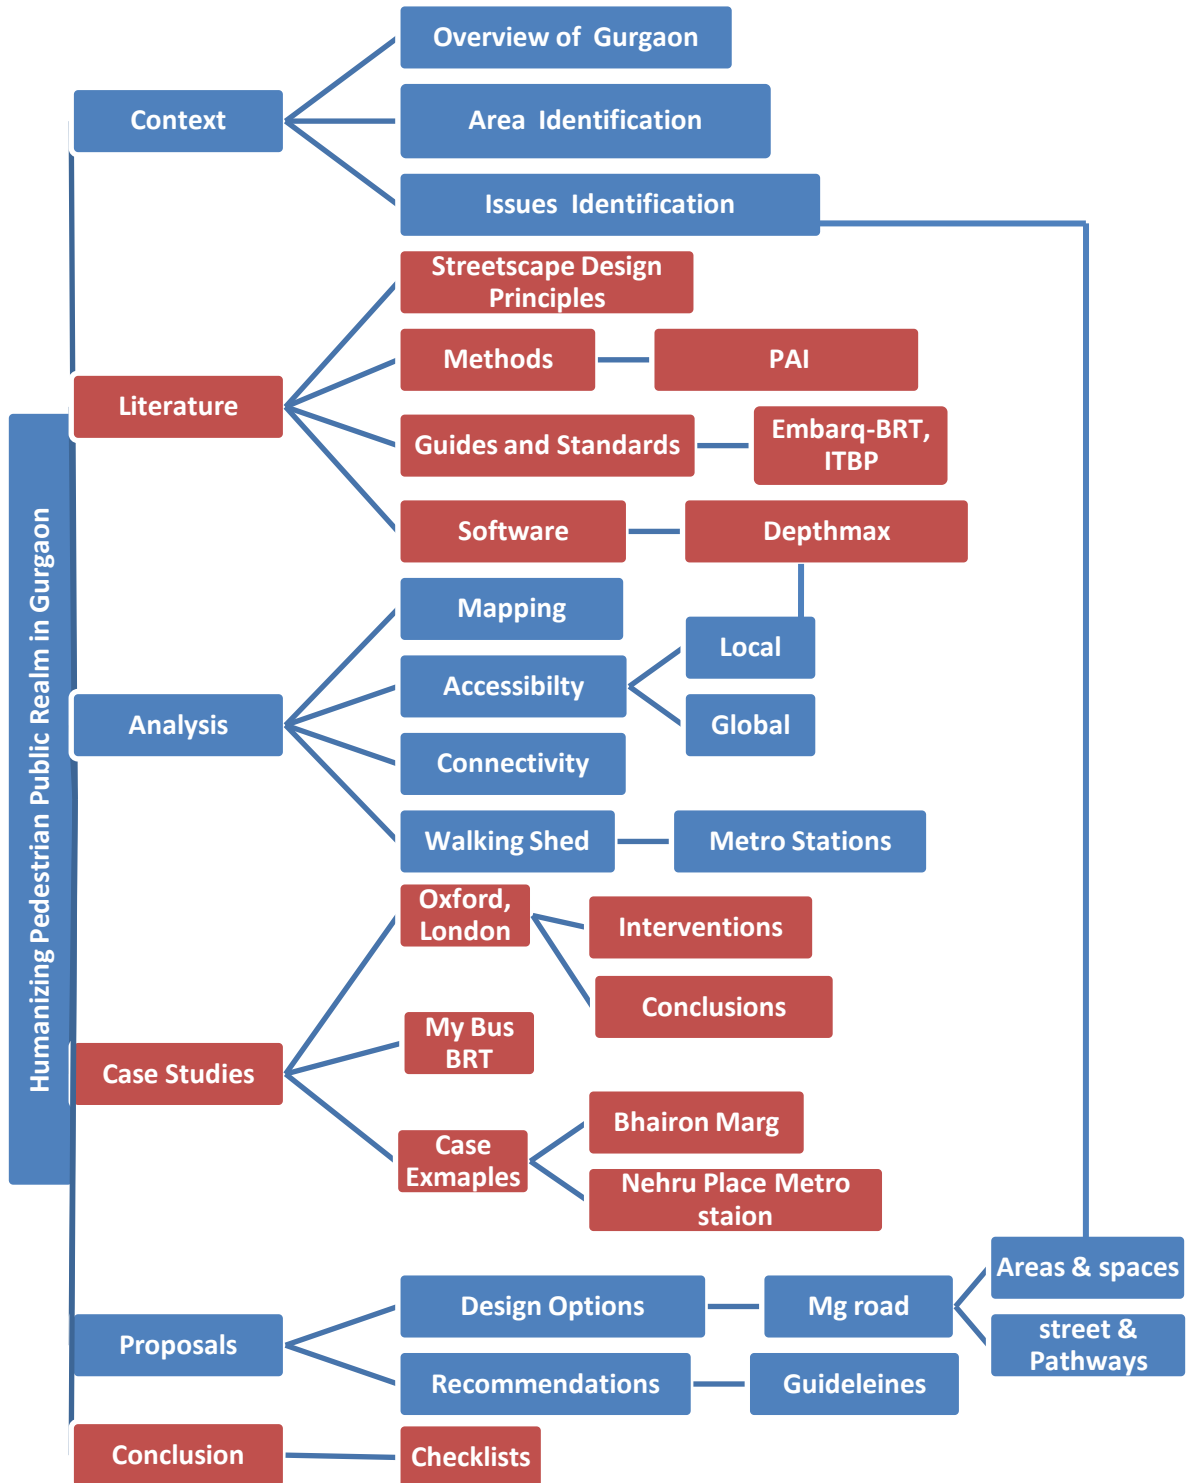 Humanizing Pedestrian Public Realm in Gurgaon
Context
Overview of Gurgaon
Area Identification
Issues Identification
Literature
Streetscape Design
Principles
Methods
PAI
Guides and Standards
Embarq-BRT,
ITBP
Software
Depthmax
Analysis
Mapping
Accessibilty
Local
Global
Connectivity
Walking Shed
Metro Stations
Case Studies
Oxford,
London
Interventions
Conclusions
My Bus
BRT
Case
Exmaples
Bhairon Marg
Nehru Place Metro
staion
Proposals
Design Options
Mg road
Areas & spaces
street &
Pathways
Recommendations
Guideleines
Conclusion
Checklists